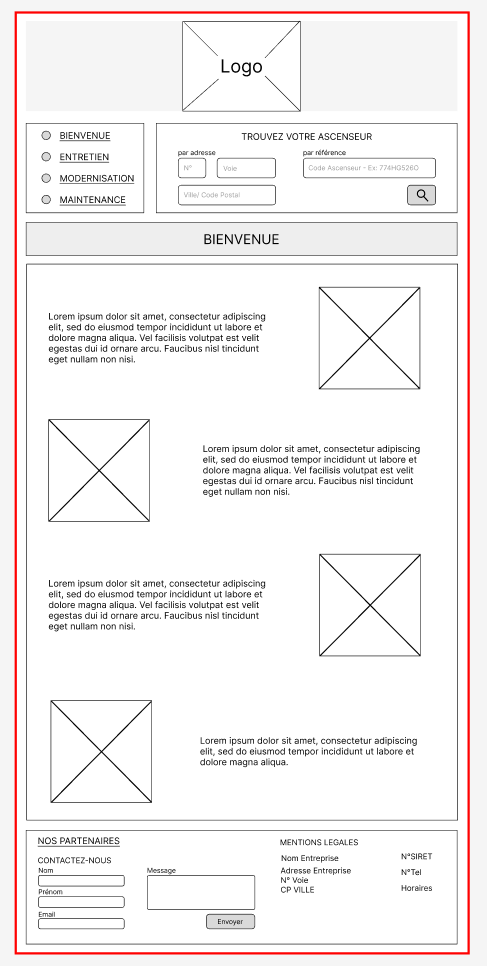 Logo
BIENVENUE
ENTRETIEN
MODERNISATION
MAINTENANCE
TROUVEZ VOTRE ASCENSEUR
par adresse
par référence
N°
Voie
Code Ascenseur - Ex: 774HG526O
Ville/ Code Postal
BIENVENUE
Lorem ipsum dolor sit amet, consectetur adipiscing
elit, sed do eiusmod tempor incididunt ut labore et
dolore magna aliqua. Vel facilisis volutpat est velit
egestas dui id ornare arcu. Faucibus nisl tincidunt
eget nullam non nisi.
Lorem ipsum dolor sit amet, consectetur adipiscing
elit, sed do eiusmod tempor incididunt ut labore et
dolore magna aliqua. Vel facilisis volutpat est velit
egestas dui id ornare arcu. Faucibus nisl tincidunt
eget nullam non nisi.
Lorem ipsum dolor sit amet, consectetur adipiscing
elit, sed do eiusmod tempor incididunt ut labore et
dolore magna aliqua. Vel facilisis volutpat est velit
egestas dui id ornare arcu. Faucibus nisl tincidunt
eget nullam non nisi.
Lorem ipsum dolor sit amet, consectetur adipiscing
elit, sed do eiusmod tempor incididunt ut labore et
dolore magna aliqua.
NOS PARTENAIRES
CONTACTEZ-NOUS
Nom
Prénom
Email
Message
Envoyer
MENTIONS LEGALES
Nom Entreprise
Adresse Entreprise
N° Voie
CP VILLE
N°SIRET
N°Tel
Horaires